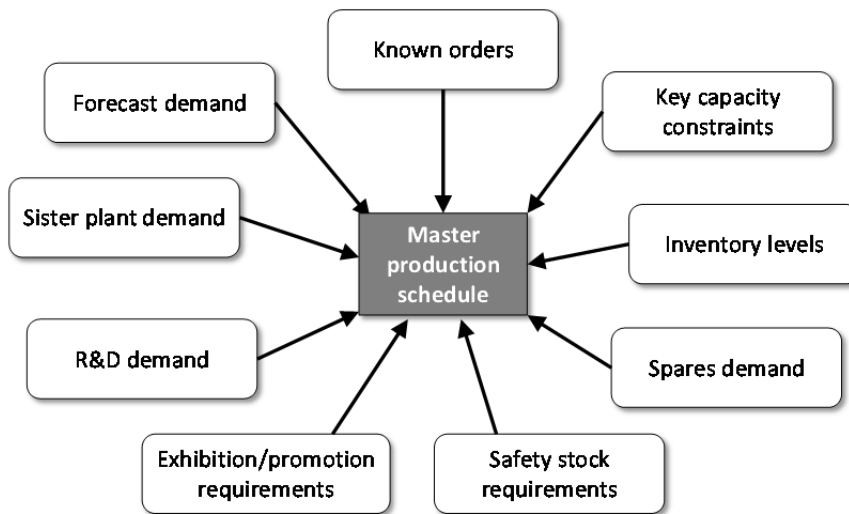 Known orders
Forecast demand
Key capacity
constraints
Sister plant demand
Master
production
schedule
Inventory levels
R&D demand
Spares demand
Exhibition/promotion
requirements
Safety stock
requirements